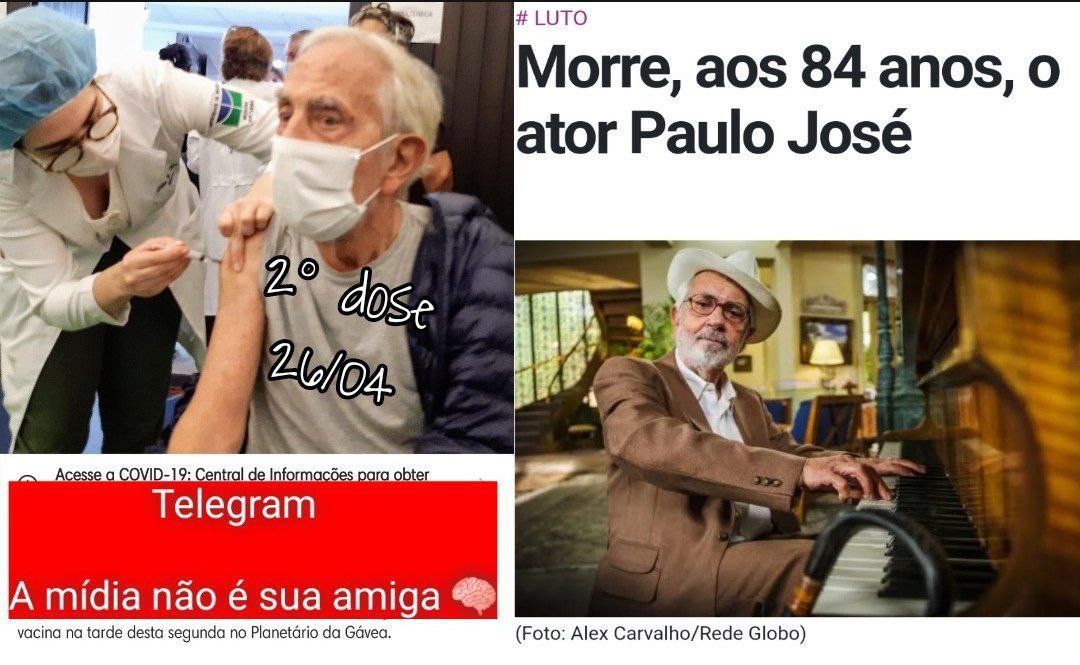 2° dose
26/04
Acesse a COVID-19: Central de Informações para obter
Telegram
A mídia não é sua amiga
vacina na tarde desta segunda no Planetário da Gávea.
# LUTO
Morre, aos 84 anos, o
ator Paulo José
(Foto: Alex Carvalho/Rede Globo)